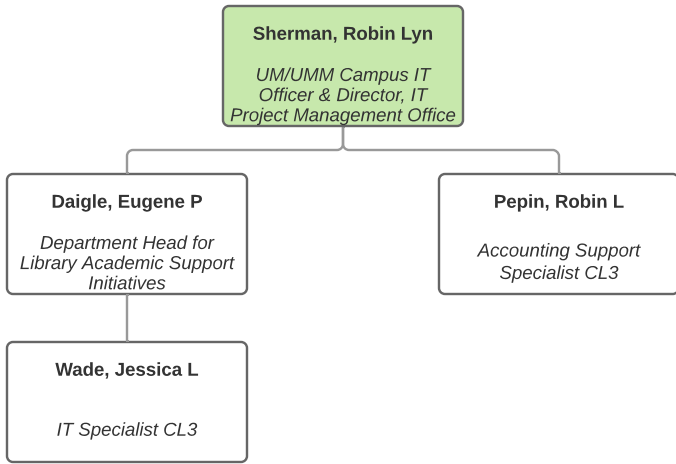 Sherman, Robin Lyn
UM/UMM Campus IT
Officer & Director, IT
Project Management Office
Daigle, Eugene P
Department Head for
Library Academic Support
Initiatives
Pepin, Robin L
Accounting Support
Specialist CL3
Wade, Jessica L
IT Specialist CL3